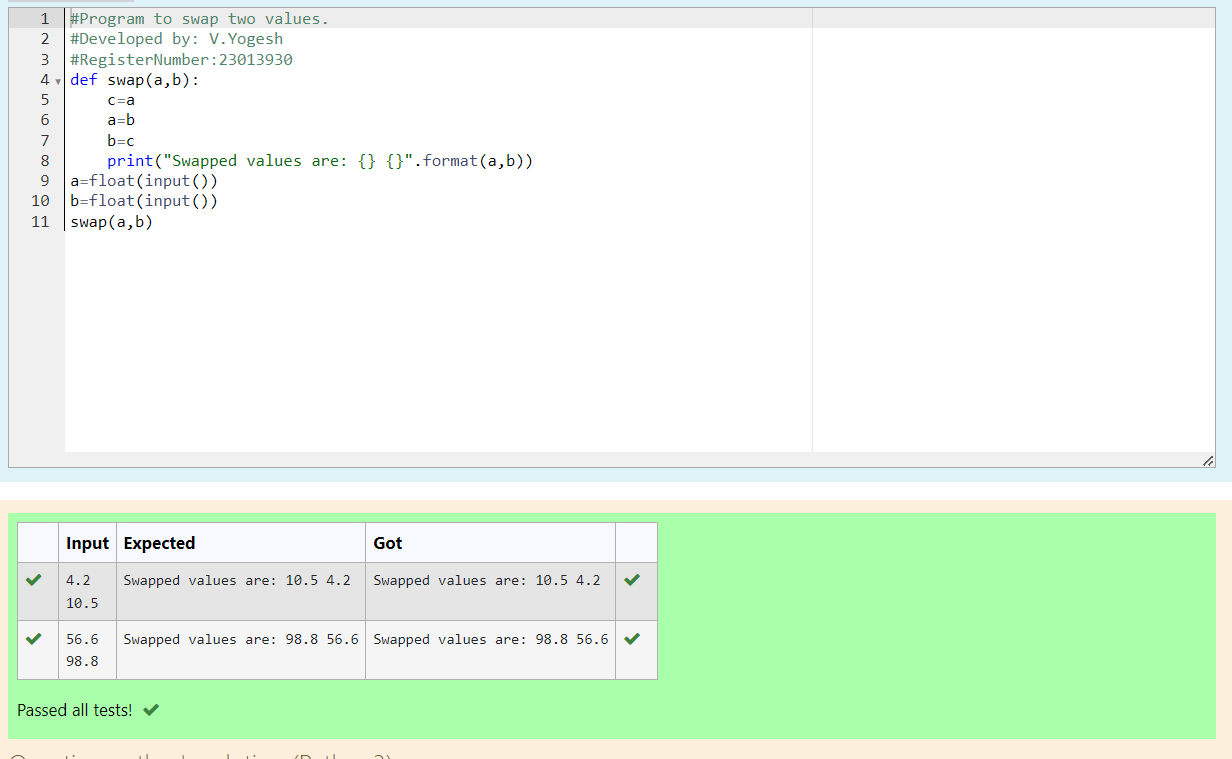 1 #Program to swap two values.
2 #Developed by: V.Yogesh
3 #RegisterNumber:23013930
4 def swap(a,b):
5     c=a
6     a=b
7     b=c
8     print("Swapped values are: {} {}".format(a,b))
9 a=float(input())
10 b=float(input())
11 swap(a,b)
Input Expected Got
4.2 Swapped values are: 10.5 4.2 Swapped values are: 10.5 4.2
10.5
56.6 Swapped values are: 98.8 56.6 Swapped values are: 98.8 56.6
98.8
Passed all tests!